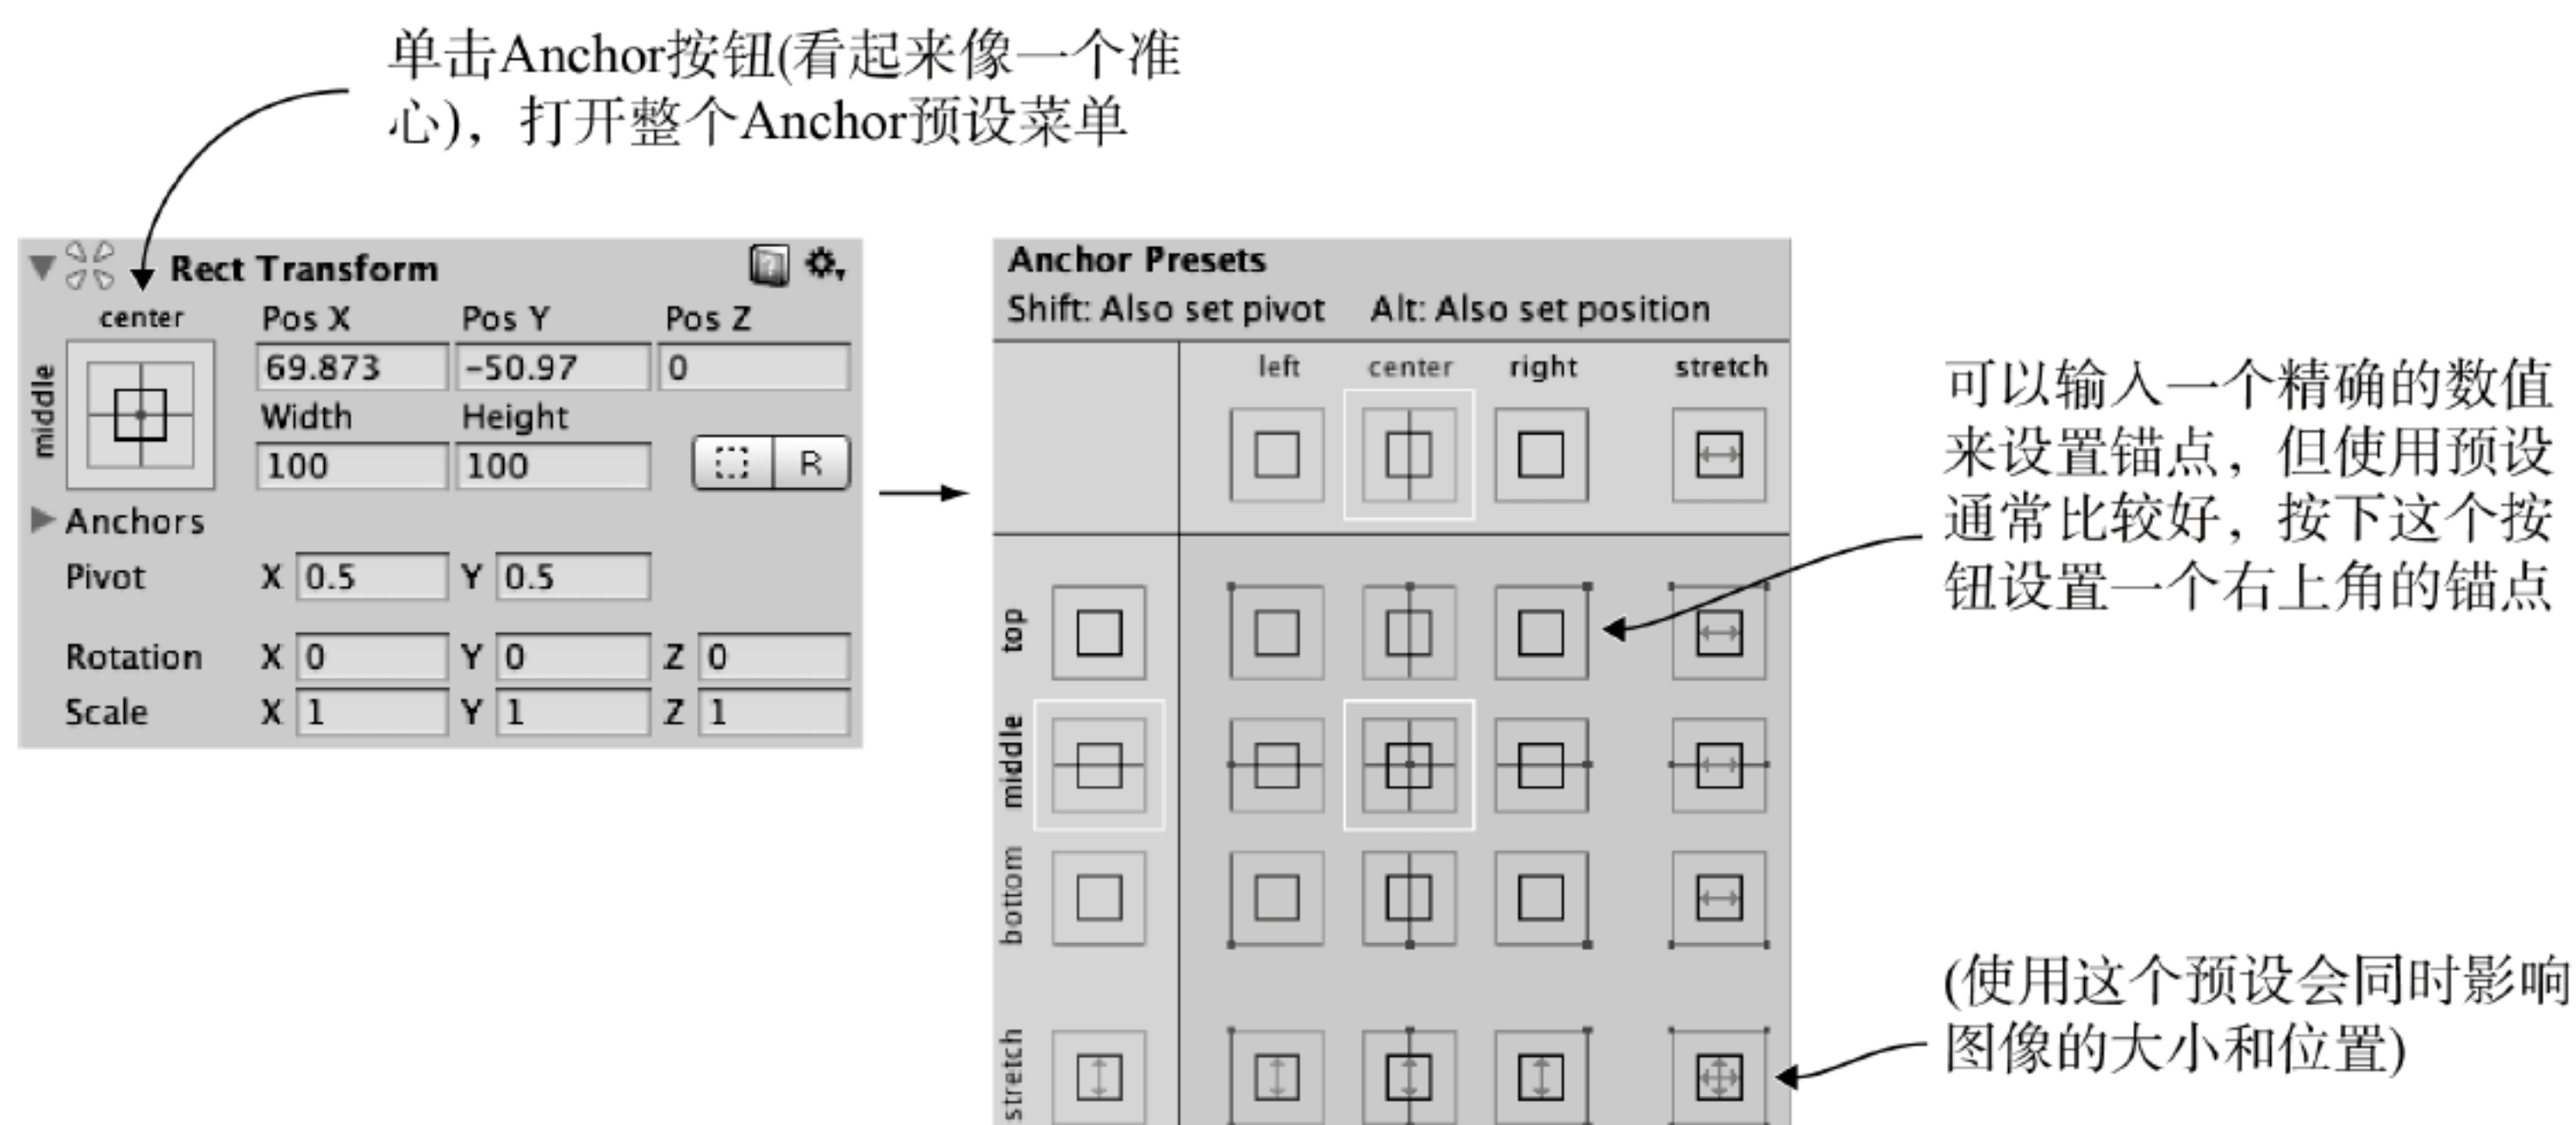 单击Anchor按钮(看起来像一个准
心)，打开整个Anchor预设菜单
Rect Transform
center
middle
Pos X Pos Y Pos Z
69.873 -50.97 0
Width Height
100 100
R
Anchors
Pivot X 0.5 Y 0.5
Rotation X 0 Y 0 Z 0
Scale X 1 Y 1 Z 1
Anchor Presets
Shift: Also set pivot Alt: Also set position
left center right stretch
top
middle
bottom
stretch
可以输入一个精确的数值
来设置锚点，但使用预设
通常比较好，按下这个按
钮设置一个右上角的锚点
(使用这个预设会同时影响
图像的大小和位置)